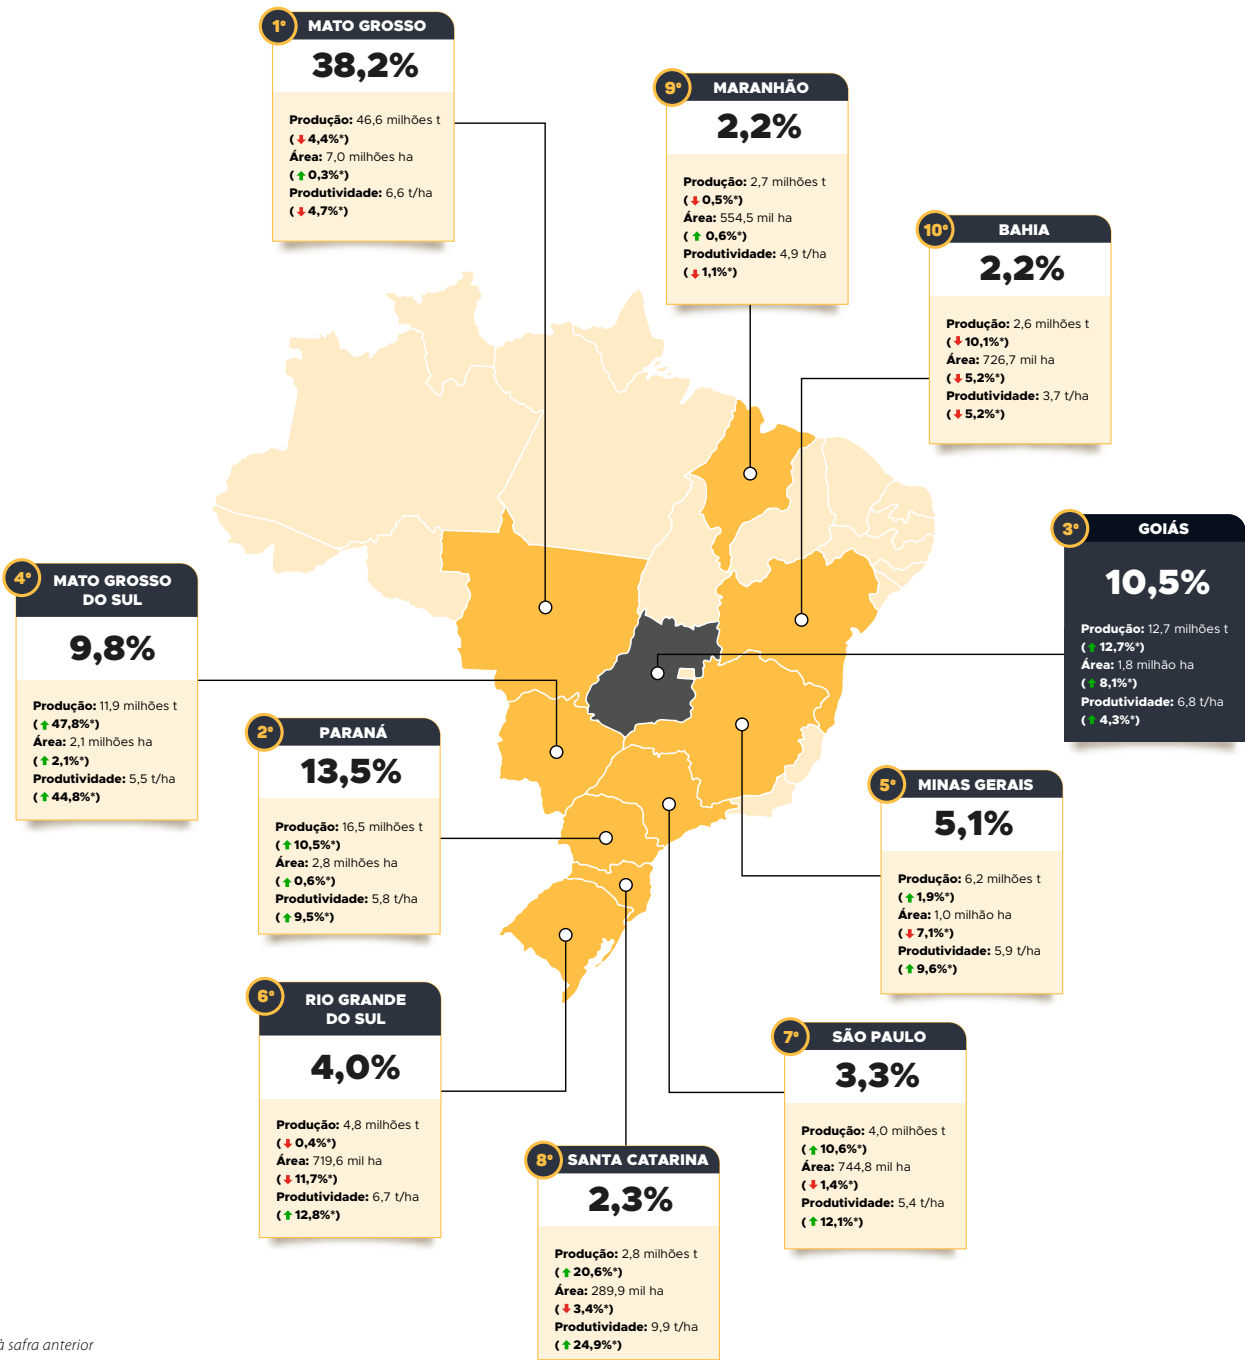 1º MATO GROSSO
38,2%
Produção: 46,6 milhões t
(4,4%*)
Área: 7,0 milhões ha
(0,3%*)
Produtividade: 6,6 t/ha
(4,7%*)
9º MARANHÃO
2,2%
Produção: 2,7 milhões t
(0,5%*)
Área: 554,5 mil ha
(0,6%*)
Produtividade: 4,9 t/ha
(1,1%*)
10º BAHIA
2,2%
Produção: 2,6 milhões t
(10,1%*)
Área: 726,7 mil ha
(5,2%*)
Produtividade: 3,7 t/ha
(5,2%*)
3º GOIÁS
10,5%
Produção: 12,7 milhões t
(12,7%*)
Área: 1,8 milhão ha
(8,1%*)
Produtividade: 6,8 t/ha
(4,3%*)
4º MATO GROSSO
DO SUL
9,8%
Produção: 11,9 milhões t
(47,8%*)
Área: 2,1 milhões ha
(2,1%*)
Produtividade: 5,5 t/ha
(44,8%*)
2º PARANÁ
13,5%
Produção: 16,5 milhões t
(10,5%*)
Área: 2,8 milhões ha
(0,6%*)
Produtividade: 5,8 t/ha
(9,5%*)
5º MINAS GERAIS
5,1%
Produção: 6,2 milhões t
(1,9%*)
Área: 1,0 milhão ha
(7,1%*)
Produtividade: 5,9 t/ha
(9,6%*)
6º RIO GRANDE
DO SUL
4,0%
Produção: 4,8 milhões t
(0,4%*)
Área: 719,6 mil ha
(11,7%*)
Produtividade: 6,7 t/ha
(12,8%*)
7º SÃO PAULO
3,3%
Produção: 4,0 milhões t
(10,6%*)
Área: 744,8 mil ha
(1,4%*)
Produtividade: 5,4 t/ha
(12,1%*)
8º SANTA CATARINA
2,3%
Produção: 2,8 milhões t
(20,6%*)
Área: 289,9 mil ha
(3,4%*)
Produtividade: 9,9 t/ha
(24,9%*)
à safra anterior